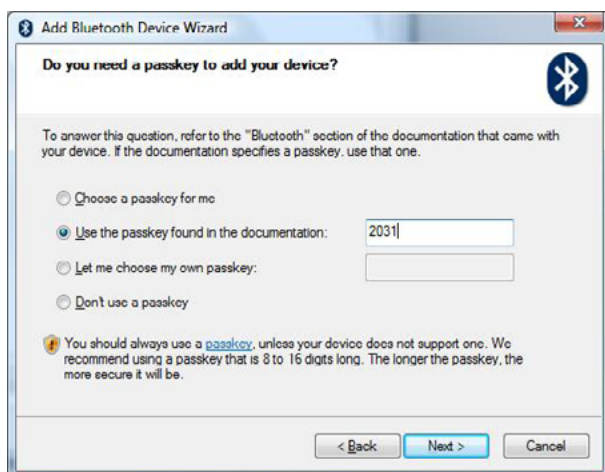 Add Bluetooth Device Wizard
Do you need a passkey to add your device?
To answer this question, refer to the "Bluetooth" section of the documentation that came with
your device. If the documentation specifies a passkey, use that one.
Choose a passkey for me
Use the passkey found in the documentation: 2031
Let me choose my own passkey:
Don't use a passkey
You should always use a passkey, unless your device does not support one. We
recommend using a passkey that is 8 to 16 digits long. The longer the passkey, the
more secure it will be.
< Back Next > Cancel